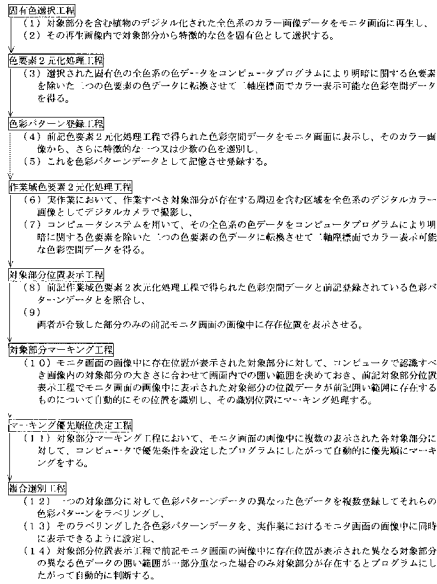 固有色選択工程
(1)対象部分を含む植物のデジタル化された全色系のカラー画像データをモニタ画面に再生し、
(2)その再生画像内で対象部分から特徴的な色を固有色として選択する。
色要素2元化処理工程
(3)選択された固有色の全色系の色データをコンピュータプログラムにより明暗に関する色要素
を除いた二つの色要素の色データに転換させて二軸座標面でカラー表示可能な色彩空間データ
を得る。
色彩パターン登録工程
(4)前記色要素2元化処理工程で得られた色彩空間データをモニタ画面に表示し、そのカラー画
像から、さらに特徴的な一つ又は少数の色を選別し、
(5)これを色彩パターンデータとして記憶させ登録する。
作業域色要素2元化処理工程
(6)実作業において、作業すべき対象部分が存在する周辺を含む区域を全色系のデジタルカラー
画像としてデジタルカメラで撮影し、
(7)コンピュータシステムを用いて、その全色系の色データをコンピュータプログラムにより明
暗に関する色要素を除いた二つの色要素の色データに転換させて二軸座標面でカラー表示可能
な色彩空間データを得る。
対象部分位置表示工程
(8)前記作業域色要素2次元化処理工程で得られた色彩空間データと前記登録されている色彩パ
ターンデータとを照合し、
(9)
両者が合致した部分のみの前記モニタ画面の画像中に存在位置を表示させる。
対象部分マーキング工程
(10)モニタ画面の画像中に存在位置が表示された対象部分に対して、コンピュータで認識すべ
き画像内の対象部分の大きさに合わせて画面内での囲い範囲を決めておき、前記対象部分位置
表示工程でモニタ画面の画像中に表示された対象部分の位置データが前記囲い範囲に存在する
ものについて自動的にその位置を識別し、その識別位置にマーキング処理する。
マーキング優先順位決定工程
(11)対象部分マーキング工程において、モニタ画面の画像中に複数の表示された各対象部分に
対して、コンピュータで優先条件を設定したプログラムにしたがって自動的に優先順にマーキン
グをする。
複合選別工程
(12)一つの対象部分に対して色彩パターンデータの異なった色データを複数登録してそれらの
色彩パターンをラベリングし、
(13)そのラベリングした各色彩パターンデータを、実作業におけるモニタ画面の画像中に同時
に表示できるように設定し、
(14)対象部分位置表示工程で前記モニタ画面の画像中に存在位置が表示された異なる対象部分
の異なる色データの囲い範囲が一部分重なった場合のみ対象部分が存在するとプログラムにし
たがって自動的に判断する。